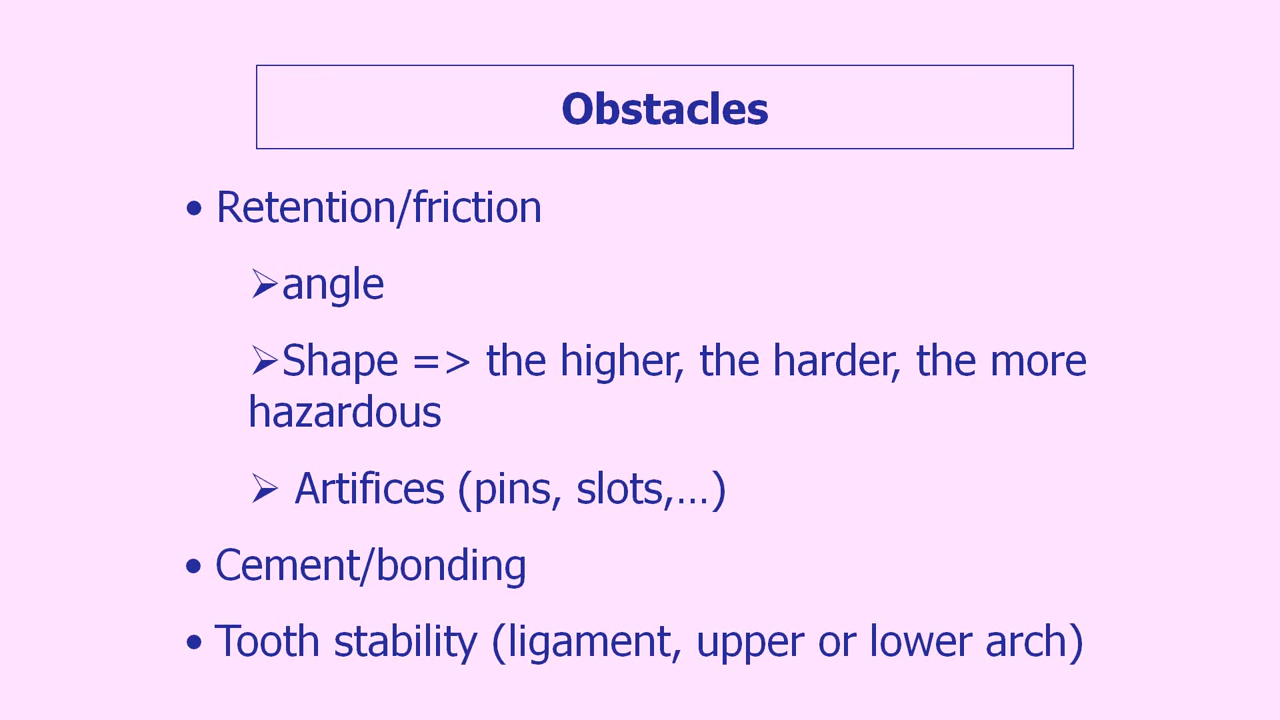 Obstacles
• Retention/friction
➢angle
➢Shape => the higher, the harder, the more
hazardous
➢ Artifices (pins, slots,…)
• Cement/bonding
• Tooth stability (ligament, upper or lower arch)